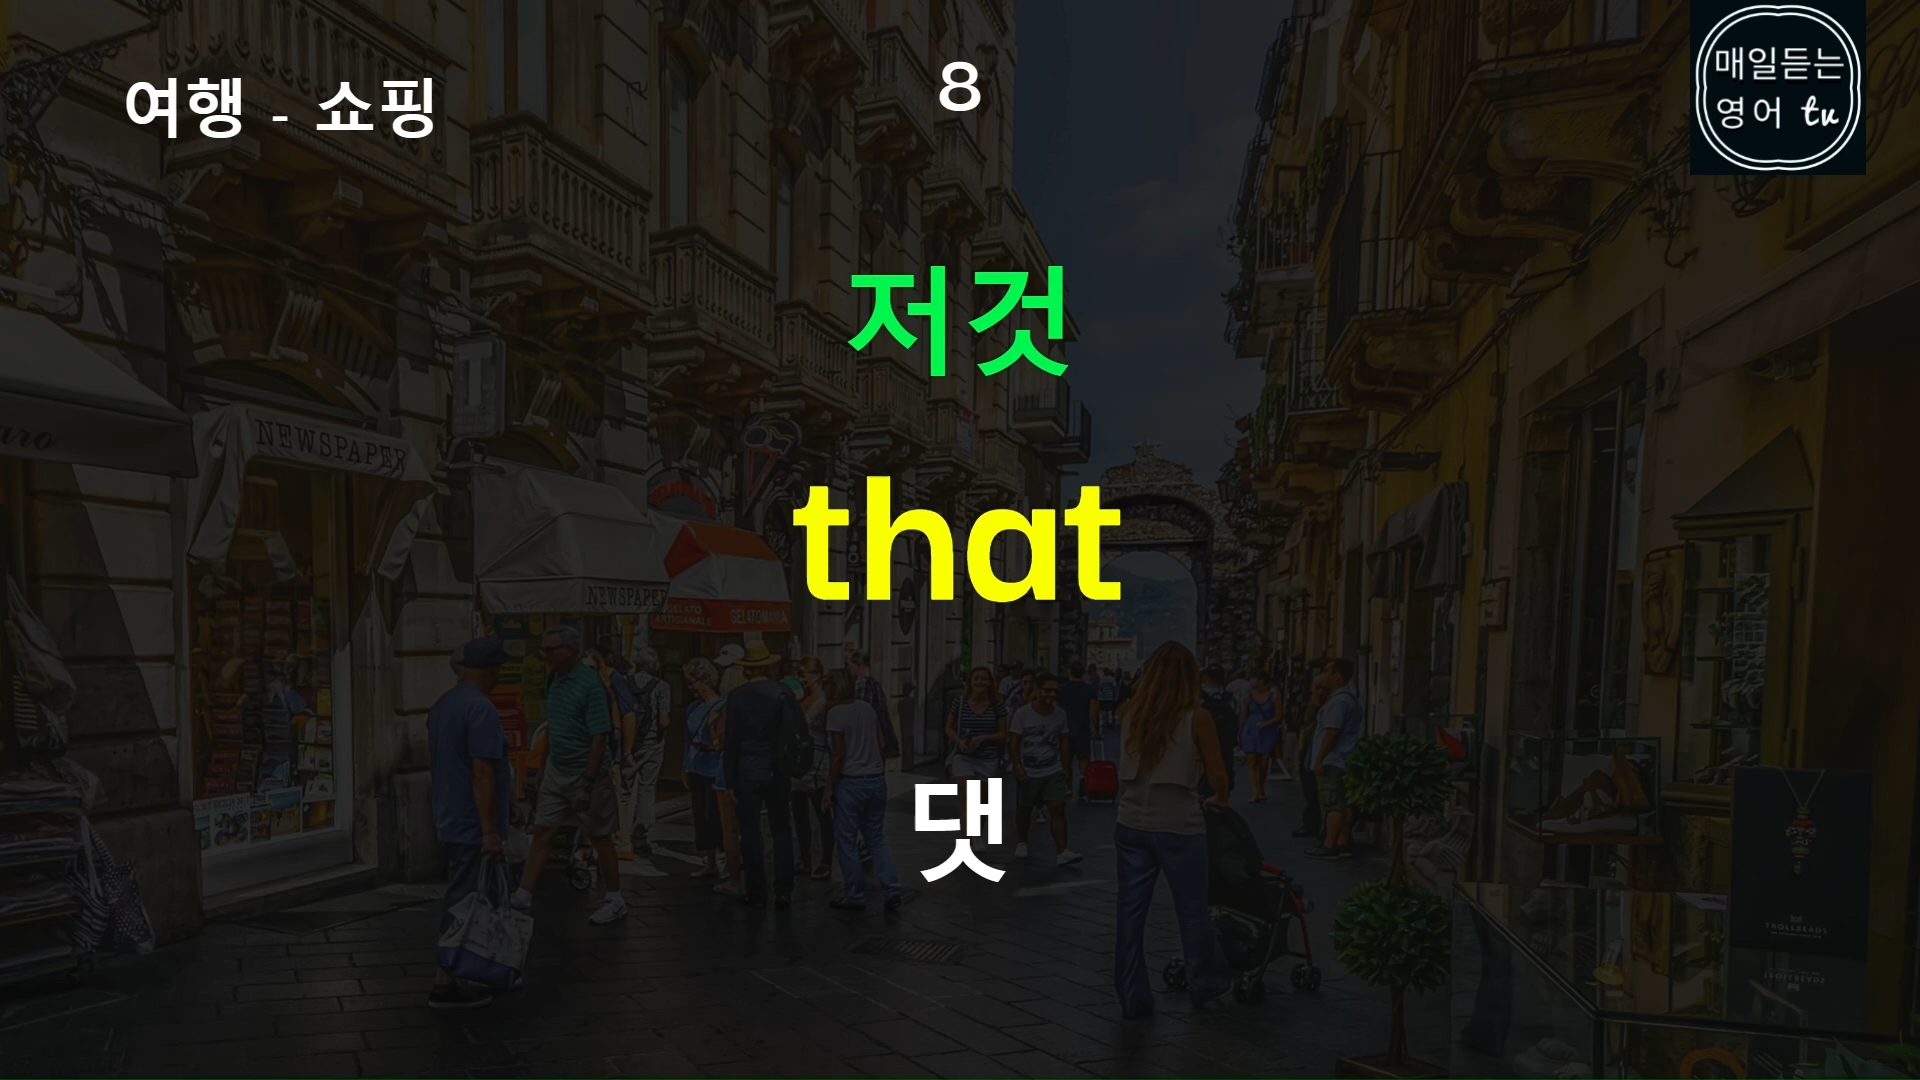 여행 - 쇼핑
8
매일듣는
영어 tv
저것
that
댓
NEWSPAPER
NEWSPAPER
GELATO
ARTIGIANALE
GELATOMANIA
TROLLBEADS